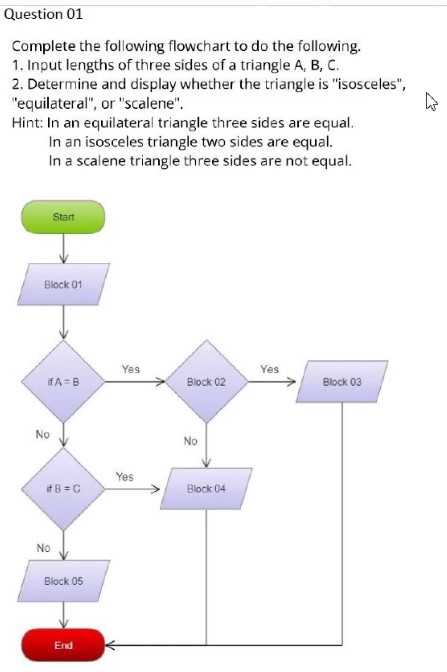 Question 01
Complete the following flowchart to do the following.
1. Input lengths of three sides of a triangle A, B, C.
2. Determine and display whether the triangle is "isosceles",
"equilateral", or "scalene".
Hint: In an equilateral triangle three sides are equal.
In an isosceles triangle two sides are equal.
In a scalene triangle three sides are not equal.
Start
Block 01
if A = B
Yes
Block 02
Yes
Block 03
No
No
if B = C
Yes
Block 04
No
Block 05
End